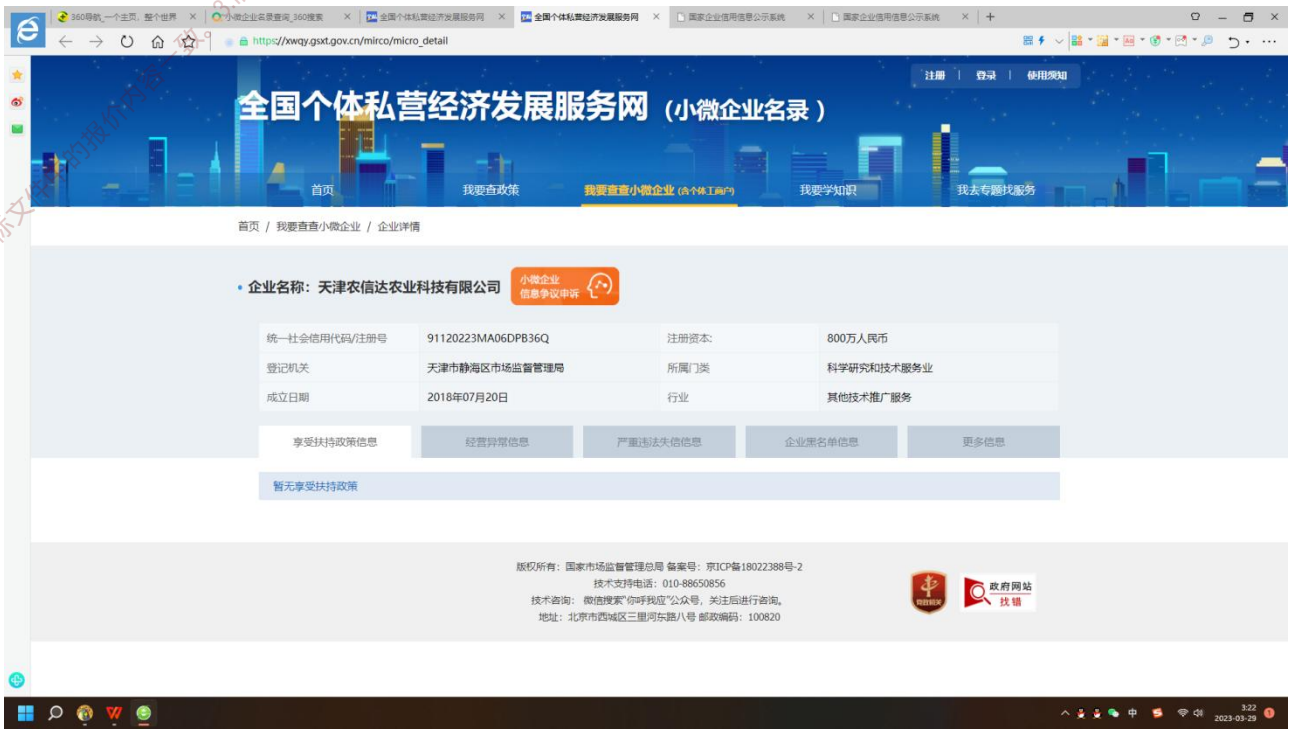 360导航_一个主页，整个世界
小微企业名录查询_360搜索
全国个体私营经济发展服务网
全国个体私营经济发展服务网
国家企业信用信息公示系统
国家企业信用信息公示系统
https://xwqy.gsxt.gov.cn/mirco/micro_detail
注册 | 登录 | 使用须知
全国个体私营经济发展服务网（小微企业名录）
首页 我要查政策 我要查查小微企业 (含个体工商户) 我要学知识 我去专题找服务
首页 / 我要查查小微企业 / 企业详情
企业名称：天津农信达农业科技有限公司
小微企业
信息争议申诉
统一社会信用代码/注册号 91120223MA06DPB36Q 注册资本: 800万人民币
登记机关 天津市静海区市场监督管理局 所属门类 科学研究和技术服务业
成立日期 2018年07月20日 行业 其他技术推广服务
享受扶持政策信息 经营异常信息 严重违法失信信息 企业黑名单信息 更多信息
暂无享受扶持政策
版权所有：国家市场监督管理总局 备案号：京ICP备18022388号-2
技术支持电话：010-88650856
技术咨询： 微信搜索“你呼我应”公众号，关注后进行咨询。
地址：北京市西城区三里河东路八号 邮政编码：100820
党政机关
政府网站
找错
中
3:22
2023-03-29